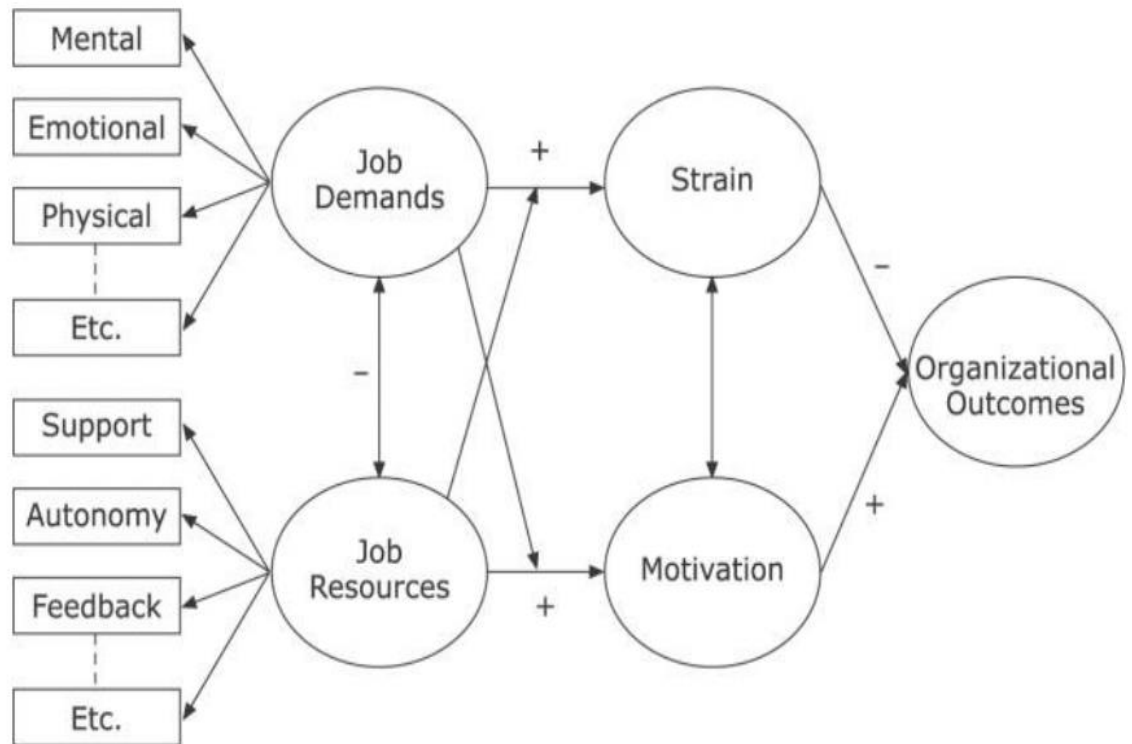 Mental
Emotional
Physical
Etc.
Support
Autonomy
Feedback
Etc.
Job
Demands
Job
Resources
+
–
+
Strain
Motivation
–
+
Organizational
Outcomes